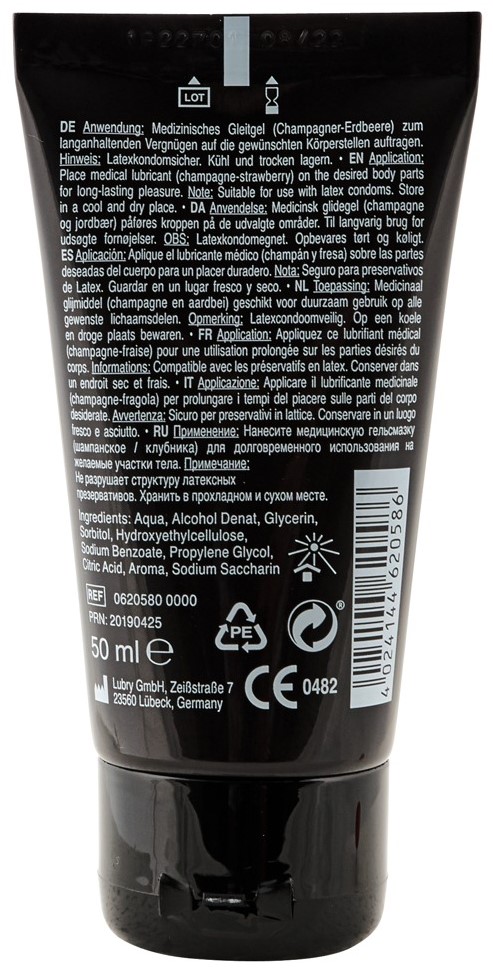 LOT
DE Anwendung: Medizinisches Gleitgel (Champagner-Erdbeere) zum
langanhaltenden Vergnügen auf die gewünschten Körperstellen auftragen.
Hinweis: Latexkondomsicher. Kühl und trocken lagern. • EN Application:
Place medical lubricant (champagne-strawberry) on the desired body parts
for long-lasting pleasure. Note: Suitable for use with latex condoms. Store
in a cool and dry place. • DA Anvendelse: Medicinsk glidegel (champagne
og jordbær) påføres kroppen på de udvalgte områder. Til langvarig brug for
udsøgte fornøjelser. OBS: Latexkondomegnet. Opbevares tørt og køligt.
ES Aplicación: Aplique el lubricante médico (champán y fresa) sobre las partes
deseadas del cuerpo para un placer duradero. Nota: Seguro para preservativos
de Latex. Guardar en un lugar fresco y seco. • NL Toepassing: Medicinaal
glijmiddel (champagne en aardbei) geschikt voor duurzaam gebruik op alle
gewenste lichaamsdelen. Opmerking: Latexcondoomveilig. Op een koele
en droge plaats bewaren. • FR Application: Appliquez ce lubrifiant médical
(champagne-fraise) pour une utilisation prolongée sur les parties désirés du
corps. Informations: Compatible avec les préservatifs en latex. Conserver dans
un endroit sec et frais. • IT Applicazione: Applicare il lubrificante medicinale
(champagne-fragola) per prolungare i tempi del piacere sulle parti del corpo
desiderate. Avvertenza: Sicuro per preservativi in lattice. Conservare in un luogo
fresco e asciutto. • RU Применение: Нанесите медицинскую гельсмазку
(шампанское / клубника) для долговременного использования на
желаемые участки тела. Примечание:
Не разрушает структуру латексных
презервативов. Хранить в прохладном и сухом месте.
Ingredients: Aqua, Alcohol Denat, Glycerin,
Sorbitol, Hydroxyethylcellulose,
Sodium Benzoate, Propylene Glycol,
Citric Acid, Aroma, Sodium Saccharin
REF 0620580 0000
PRN: 20190425
PE
®
50 ml ℮
Lubry GmbH, Zeißstraße 7
23560 Lübeck, Germany
CE 0482
4 024144 620586